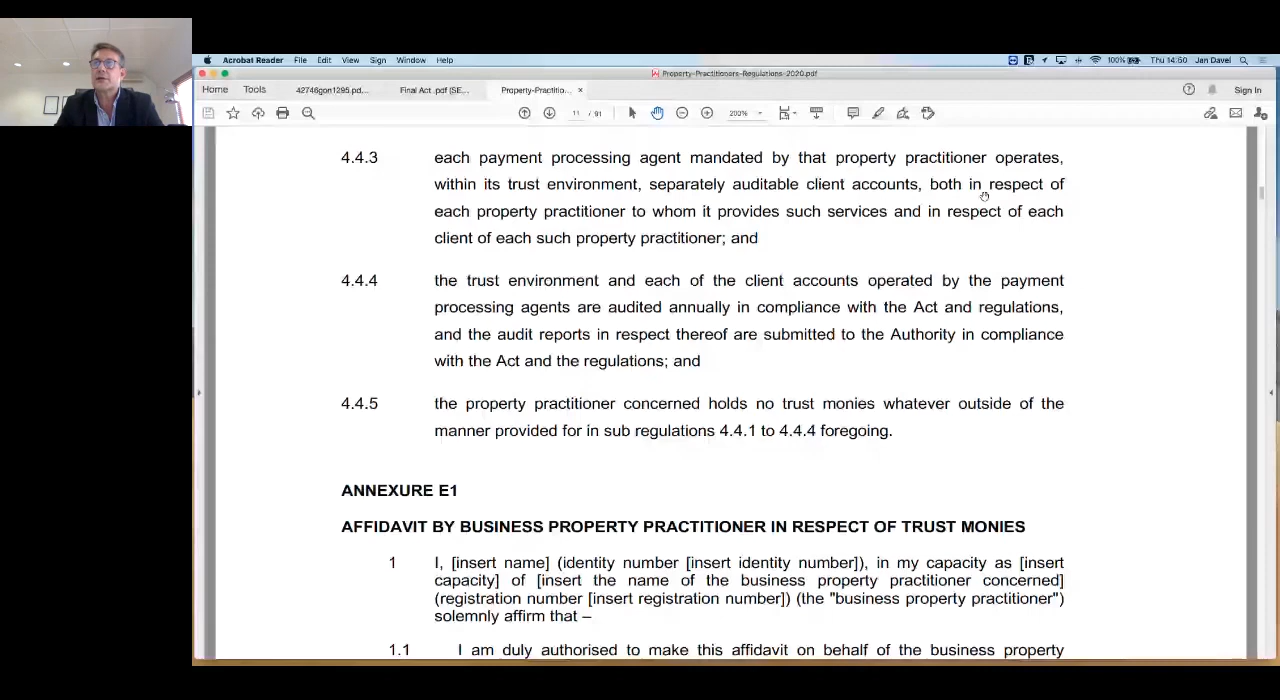 Acrobat Reader File Edit View Sign Window Help 100% Thu 14:50 Jan Davel
Property-Practitioners-Regulations-2020.pdf
Home Tools 42746gon1295.pd... Final Act .pdf (SE... Property-Practitio... × Sign In
11 / 91 200%
4.4.3 each payment processing agent mandated by that property practitioner operates,
within its trust environment, separately auditable client accounts, both in respect of
each property practitioner to whom it provides such services and in respect of each
client of each such property practitioner; and
4.4.4 the trust environment and each of the client accounts operated by the payment
processing agents are audited annually in compliance with the Act and regulations,
and the audit reports in respect thereof are submitted to the Authority in compliance
with the Act and the regulations; and
4.4.5 the property practitioner concerned holds no trust monies whatever outside of the
manner provided for in sub regulations 4.4.1 to 4.4.4 foregoing.
ANNEXURE E1
AFFIDAVIT BY BUSINESS PROPERTY PRACTITIONER IN RESPECT OF TRUST MONIES
1 I, [insert name] (identity number [insert identity number]), in my capacity as [insert
capacity] of [insert the name of the business property practitioner concerned]
(registration number [insert registration number]) (the "business property practitioner")
solemnly affirm that –
1.1 I am duly authorised to make this affidavit on behalf of the business property